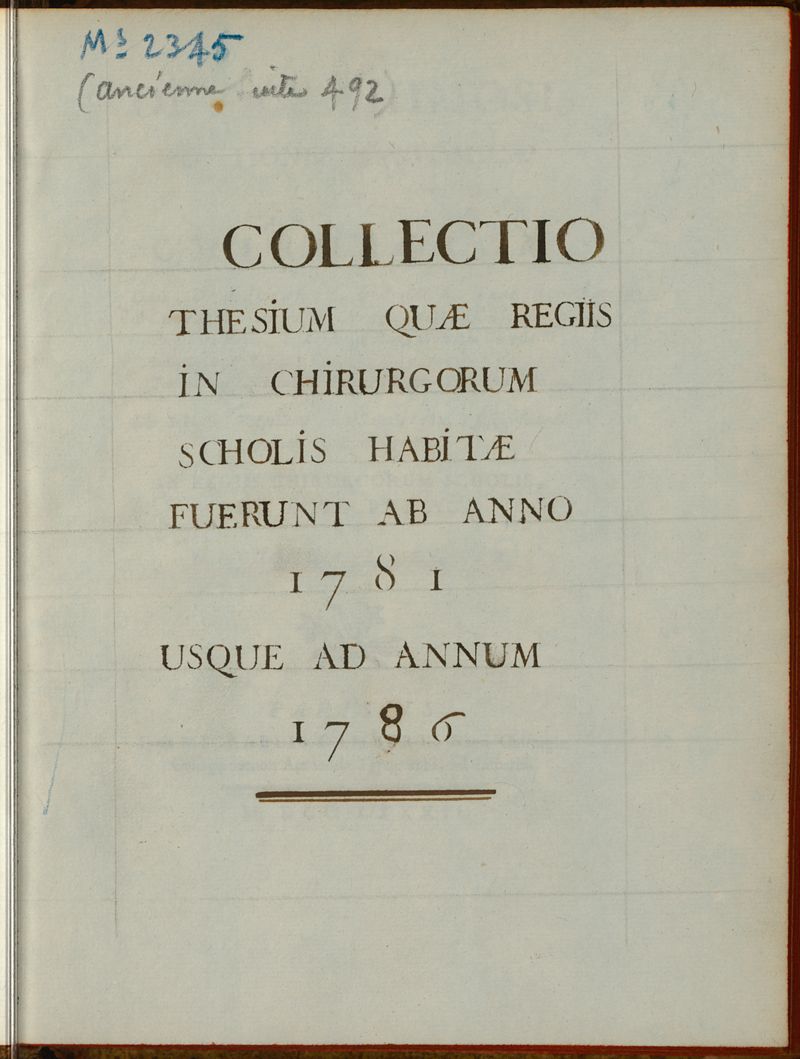 Ms 2345
(ancienne cote 492)
COLLECTIO
THESIUM QUÆ REGIIS
IN CHIRURGORUM
SCHOLIS HABITÆ
FUERUNT AB ANNO
1781
USQUE AD ANNUM
1786